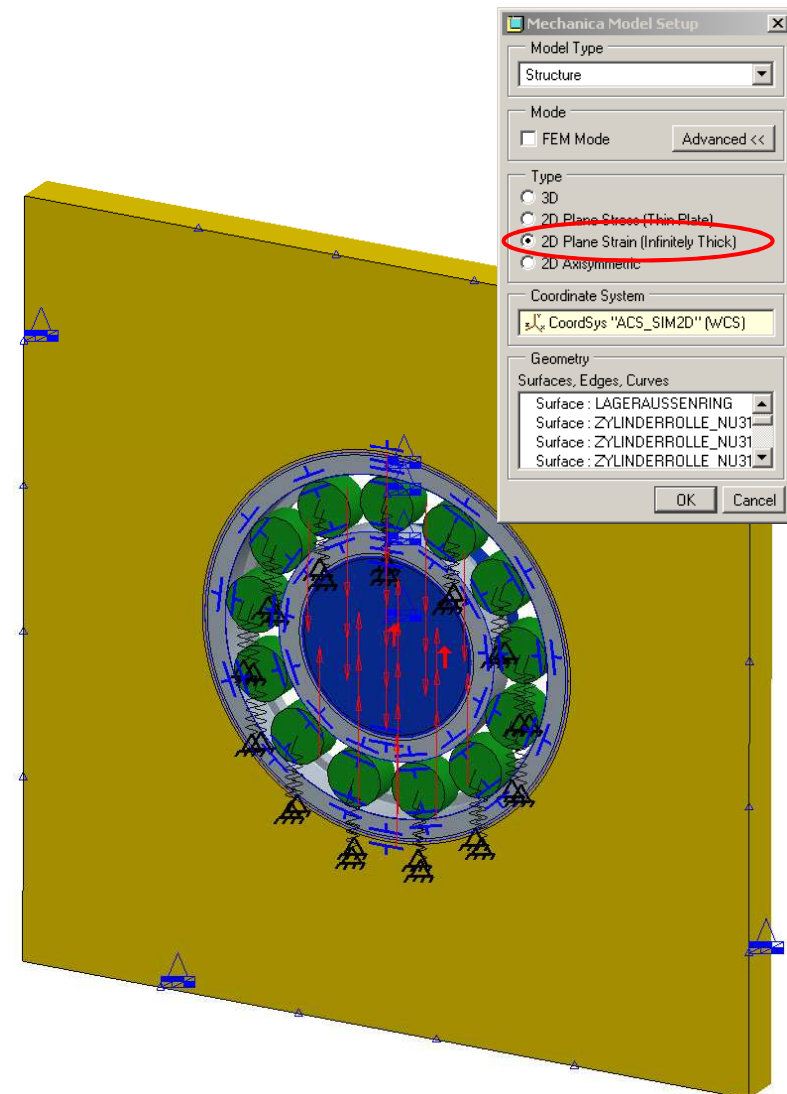 Mechanica Model Setup
Model Type
Structure
Mode
FEM Mode
Advanced <<
Type
3D
2D Plane Stress (Thin Plate)
2D Plane Strain (Infinitely Thick)
2D Axisymmetric
Coordinate System
CoordSys "ACS_SIM2D" (WCS)
Geometry
Surfaces, Edges, Curves
Surface : LAGERAUSSENRING
Surface : ZYLINDERROLLE_NU31
Surface : ZYLINDERROLLE_NU31
Surface : ZYLINDERROLLE_NU31
OK Cancel